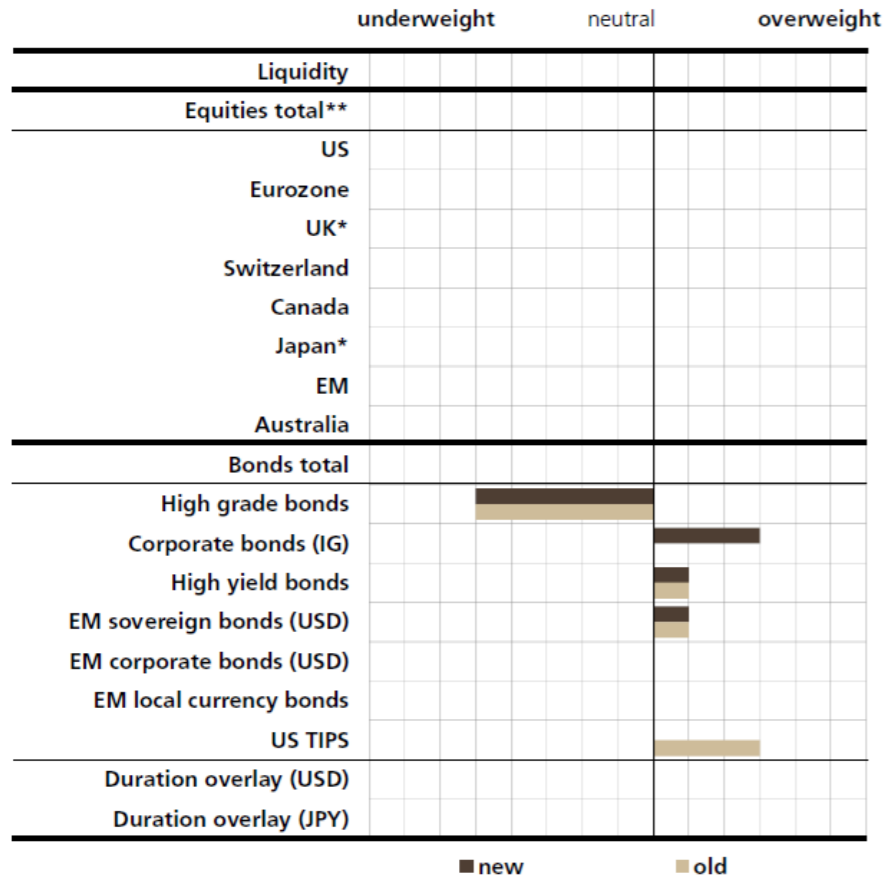 underweight neutral overweight
Liquidity
Equities total**
US
Eurozone
UK*
Switzerland
Canada
Japan*
EM
Australia
Bonds total
High grade bonds
Corporate bonds (IG)
High yield bonds
EM sovereign bonds (USD)
EM corporate bonds (USD)
EM local currency bonds
US TIPS
Duration overlay (USD)
Duration overlay (JPY)
new old